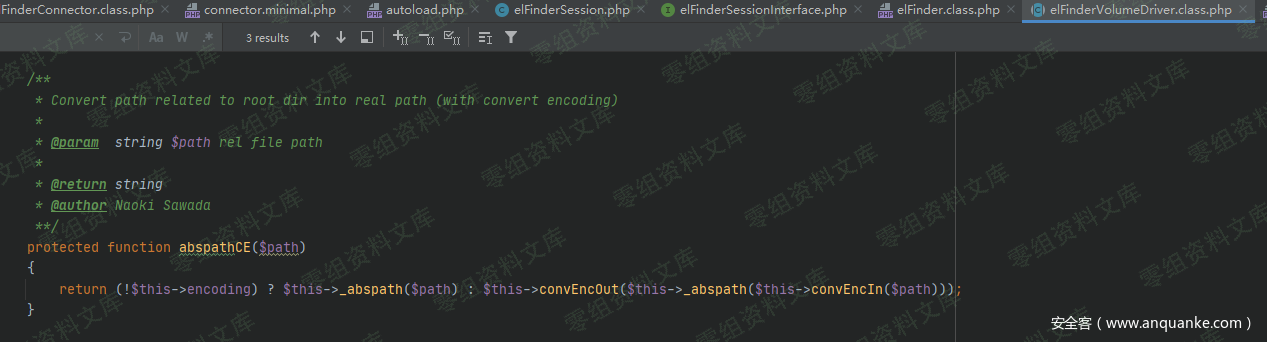 FinderConnector.class.php × connector.minimal.php × autoload.php × elFinderSession.php × elFinderSessionInterface.php × elFinder.class.php × elFinderVolumeDriver.class.php ×
× Aa W .* 3 results
/**
* Convert path related to root dir into real path (with convert encoding)
*
* @param string $path rel file path
*
* @return string
* @author Naoki Sawada
**/
protected function abspathCE($path)
{
return (!$this->encoding) ? $this->_abspath($path) : $this->convEncOut($this->_abspath($this->convEncIn($path)));
}
零组资料文库
安全客（www.anquanke.com）